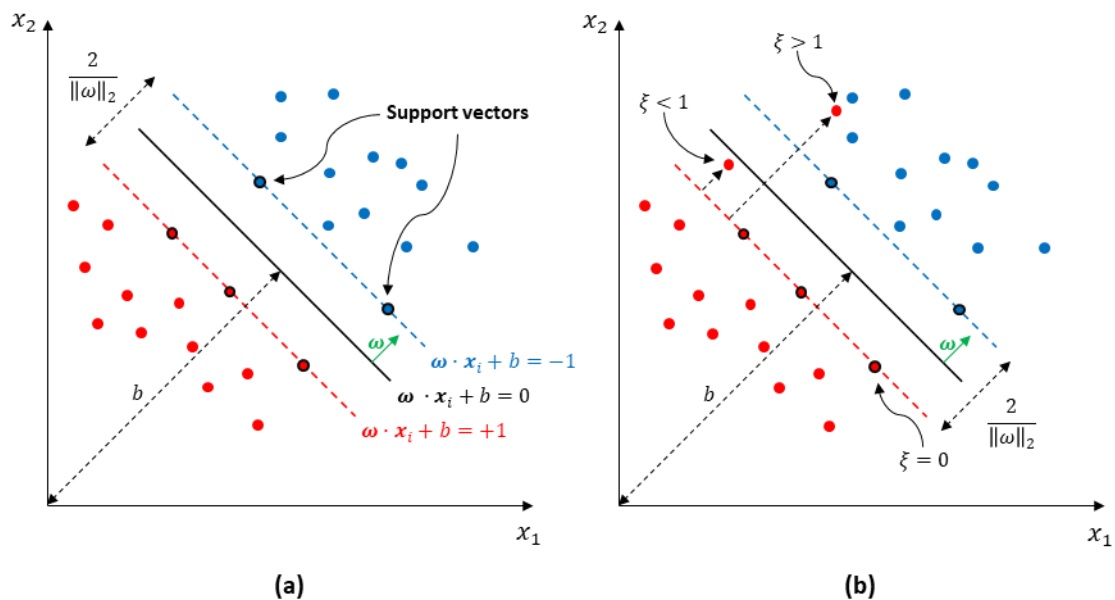 x₂
2
‖ω‖₂
Support vectors
ω
b
ω · xᵢ + b = −1
ω · xᵢ + b = 0
ω · xᵢ + b = +1
x₁
(a)
x₂
ξ > 1
ξ < 1
ω
b
2
‖ω‖₂
ξ = 0
x₁
(b)